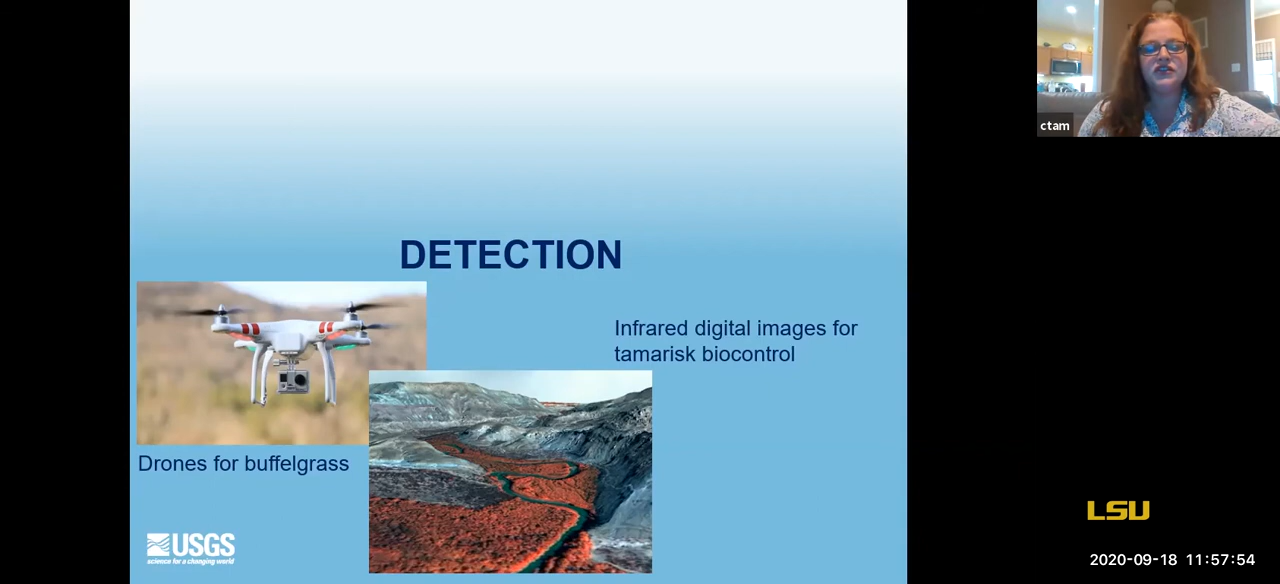 ctam
DETECTION
Infrared digital images for
tamarisk biocontrol
Drones for buffelgrass
USGS
science for a changing world
LSU
2020-09-18 11:57:54